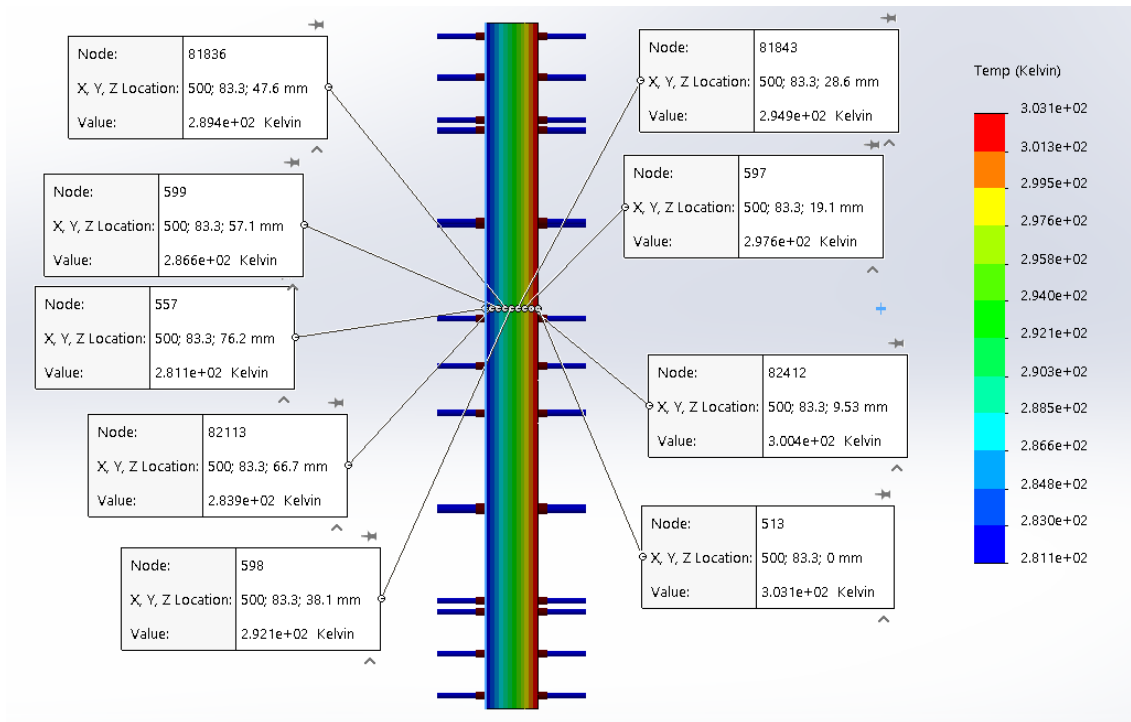 Node: 81836
X, Y, Z Location: 500; 83.3; 47.6 mm
Value: 2.894e+02 Kelvin
Node: 599
X, Y, Z Location: 500; 83.3; 57.1 mm
Value: 2.866e+02 Kelvin
Node: 557
X, Y, Z Location: 500; 83.3; 76.2 mm
Value: 2.811e+02 Kelvin
Node: 82113
X, Y, Z Location: 500; 83.3; 66.7 mm
Value: 2.839e+02 Kelvin
Node: 598
X, Y, Z Location: 500; 83.3; 38.1 mm
Value: 2.921e+02 Kelvin
Node: 81843
X, Y, Z Location: 500; 83.3; 28.6 mm
Value: 2.949e+02 Kelvin
Node: 597
X, Y, Z Location: 500; 83.3; 19.1 mm
Value: 2.976e+02 Kelvin
Node: 82412
X, Y, Z Location: 500; 83.3; 9.53 mm
Value: 3.004e+02 Kelvin
Node: 513
X, Y, Z Location: 500; 83.3; 0 mm
Value: 3.031e+02 Kelvin
Temp (Kelvin)
3.031e+02
3.013e+02
2.995e+02
2.976e+02
2.958e+02
2.940e+02
2.921e+02
2.903e+02
2.885e+02
2.866e+02
2.848e+02
2.830e+02
2.811e+02